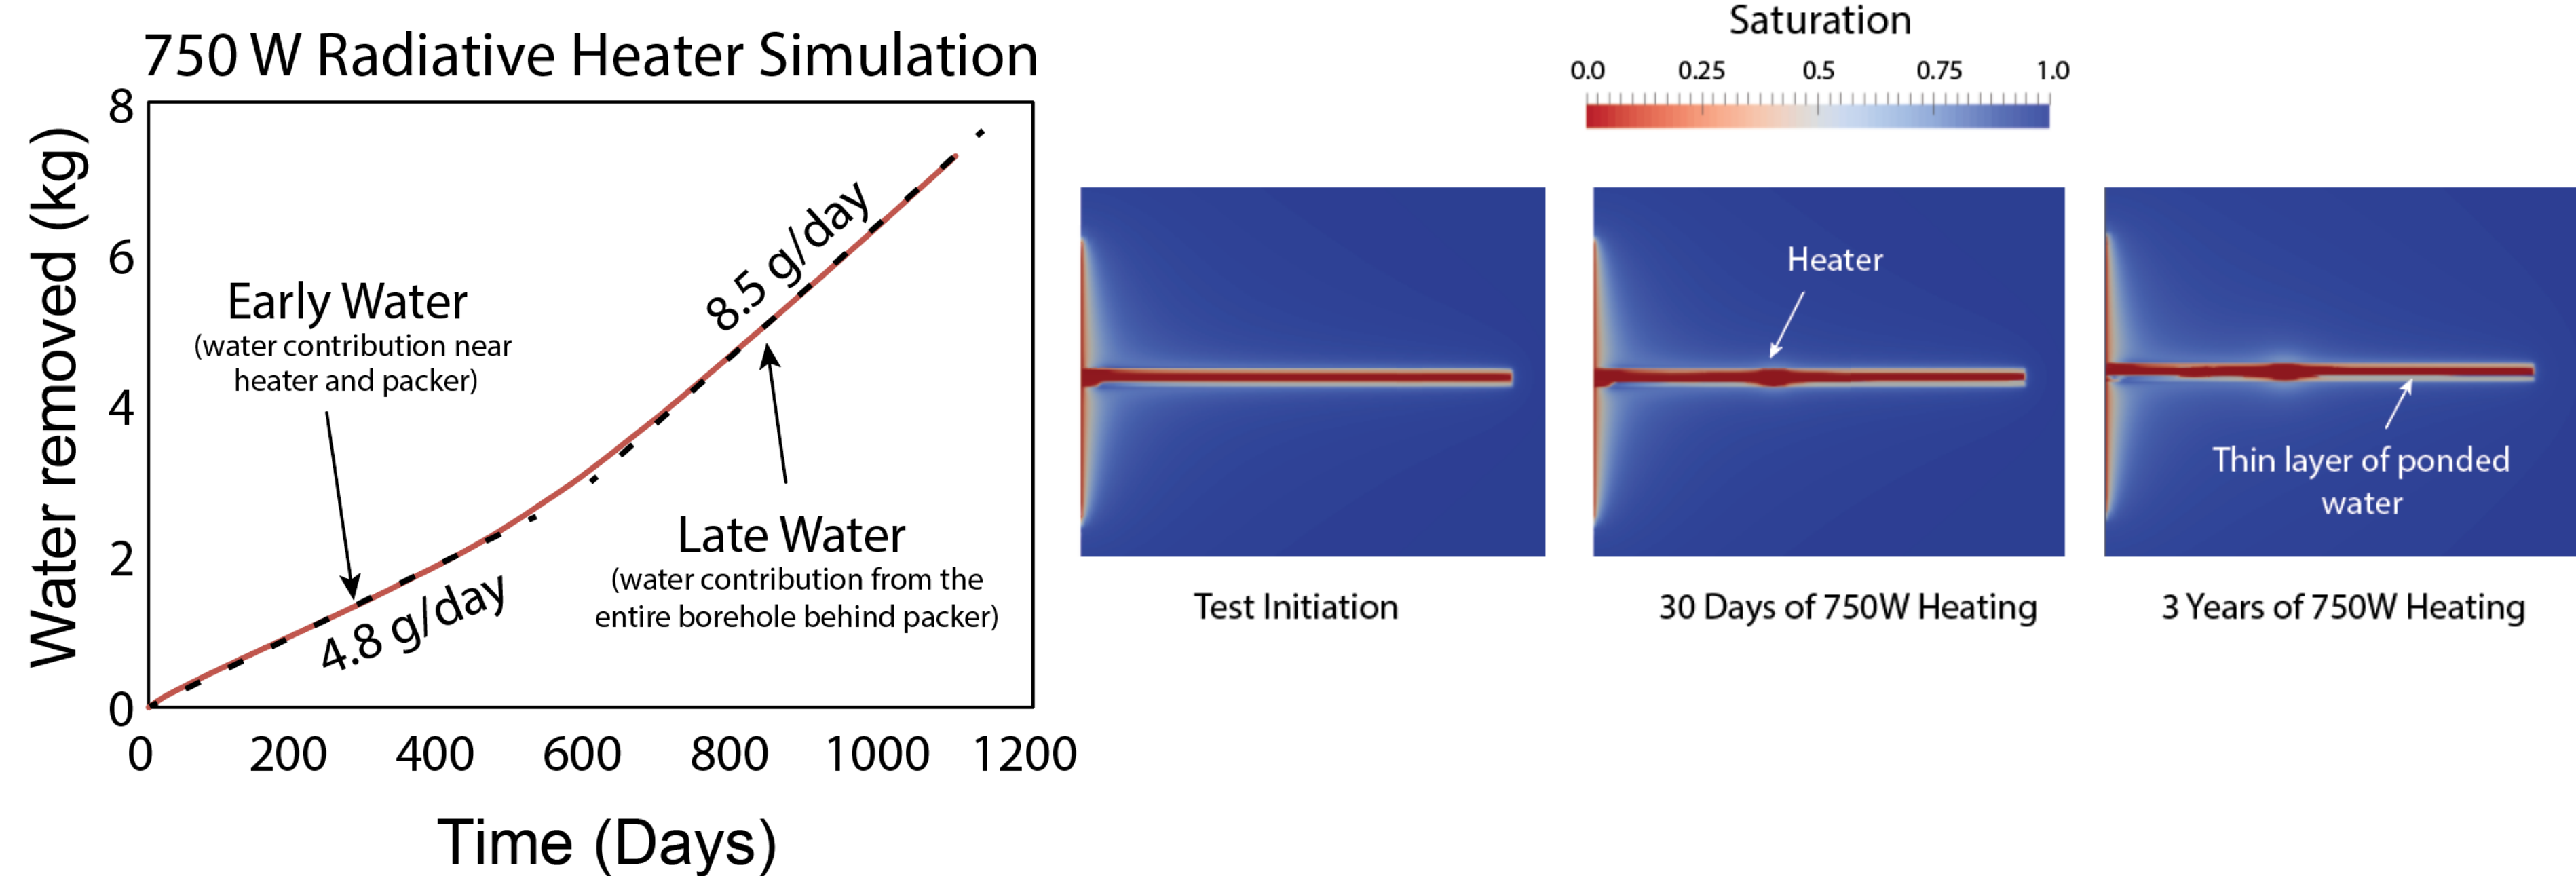 750 W Radiative Heater Simulation
Water removed (kg)
8
6
4
2
0
0 200 400 600 800 1000 1200
Time (Days)
Early Water
(water contribution near
heater and packer)
4.8 g/day
8.5 g/day
Late Water
(water contribution from the
entire borehole behind packer)
Saturation
0.0 0.25 0.5 0.75 1.0
Test Initiation
Heater
30 Days of 750W Heating
Thin layer of ponded
water
3 Years of 750W Heating